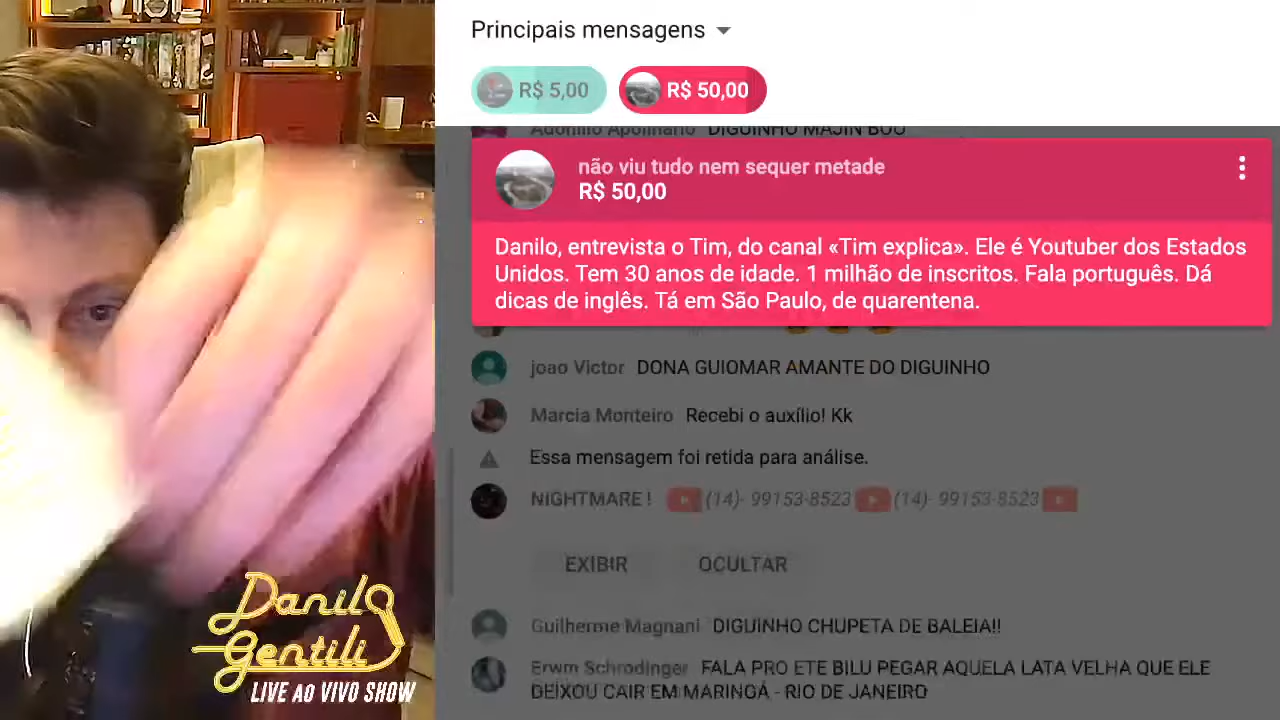 Principais mensagens
R$ 5,00
R$ 50,00
Adonilio Apolinario DIGUINHO MAJIN BOO
não viu tudo nem sequer metade
R$ 50,00
Danilo, entrevista o Tim, do canal «Tim explica». Ele é Youtuber dos Estados
Unidos. Tem 30 anos de idade. 1 milhão de inscritos. Fala português. Dá
dicas de inglês. Tá em São Paulo, de quarentena.
joao Victor DONA GUIOMAR AMANTE DO DIGUINHO
Marcia Monteiro Recebi o auxílio! Kk
Essa mensagem foi retida para análise.
NIGHTMARE ! (14)- 99153-8523 (14)- 99153-8523
EXIBIR OCULTAR
Guilherme Magnani DIGUINHO CHUPETA DE BALEIA!!
Erwm Schrodinger FALA PRO ETE BILU PEGAR AQUELA LATA VELHA QUE ELE
DEIXOU CAIR EM MARINGÁ - RIO DE JANEIRO
Danilo
Gentili
LIVE AO VIVO SHOW